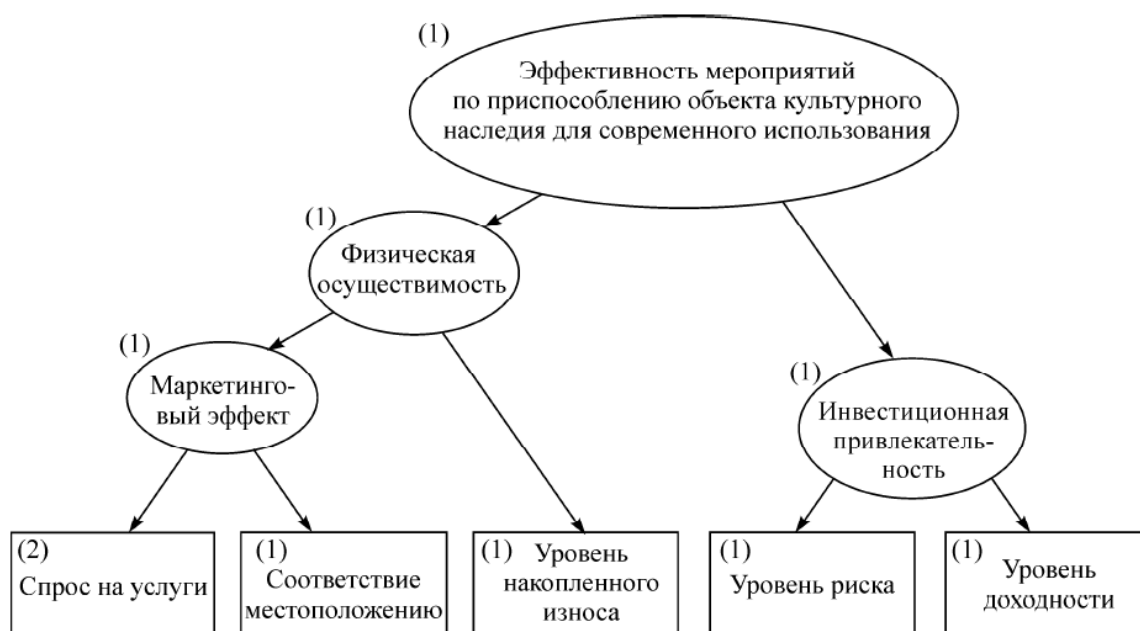 (1)
Эффективность мероприятий
по приспособлению объекта культурного
наследия для современного использования
(1)
Физическая
осуществимость
(1)
Маркетинго-
вый эффект
(1)
Инвестиционная
привлекатель-
ность
(2)
Спрос на услуги
(1)
Соответствие
местоположению
(1)
Уровень
накопленного
износа
(1)
Уровень риска
(1)
Уровень
доходности